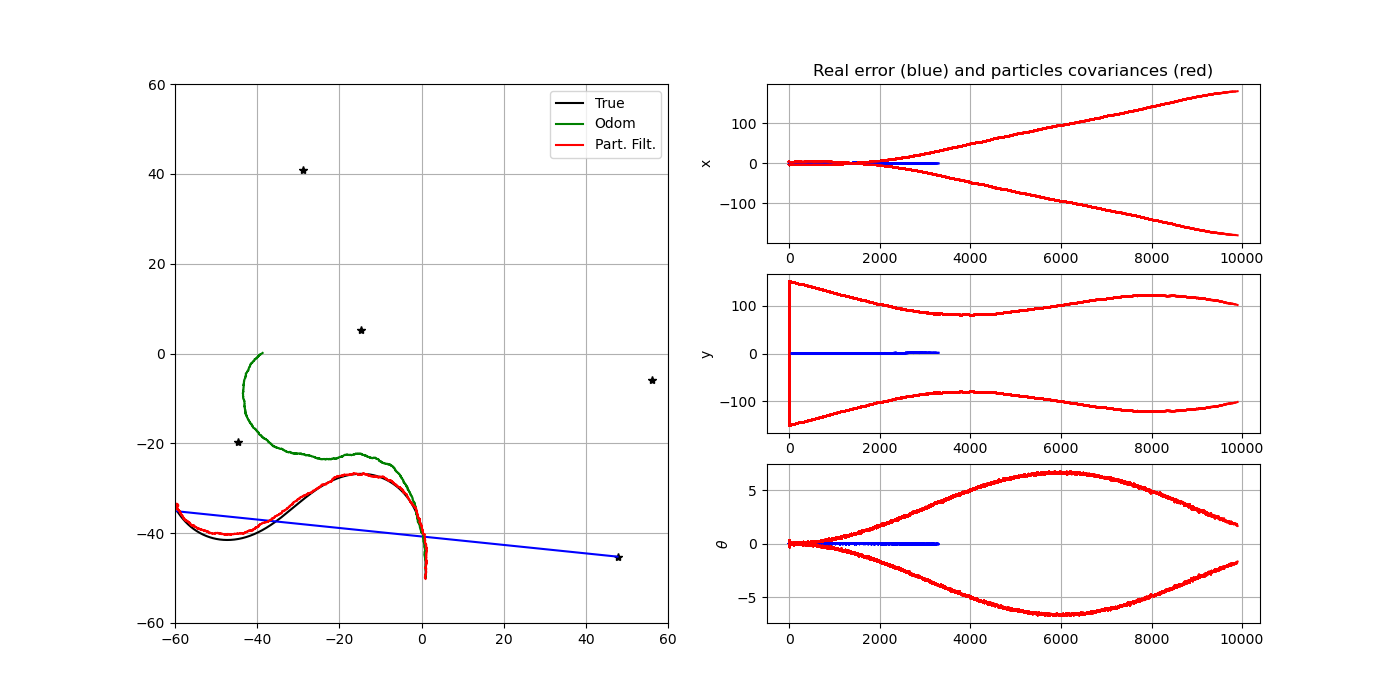 60
40
20
0
−20
−40
−60
−60 −40 −20 0 20 40 60
True
Odom
Part. Filt.
Real error (blue) and particles covariances (red)
x
100
0
−100
0 2000 4000 6000 8000 10000
y
100
0
−100
0 2000 4000 6000 8000 10000
θ
5
0
−5
0 2000 4000 6000 8000 10000